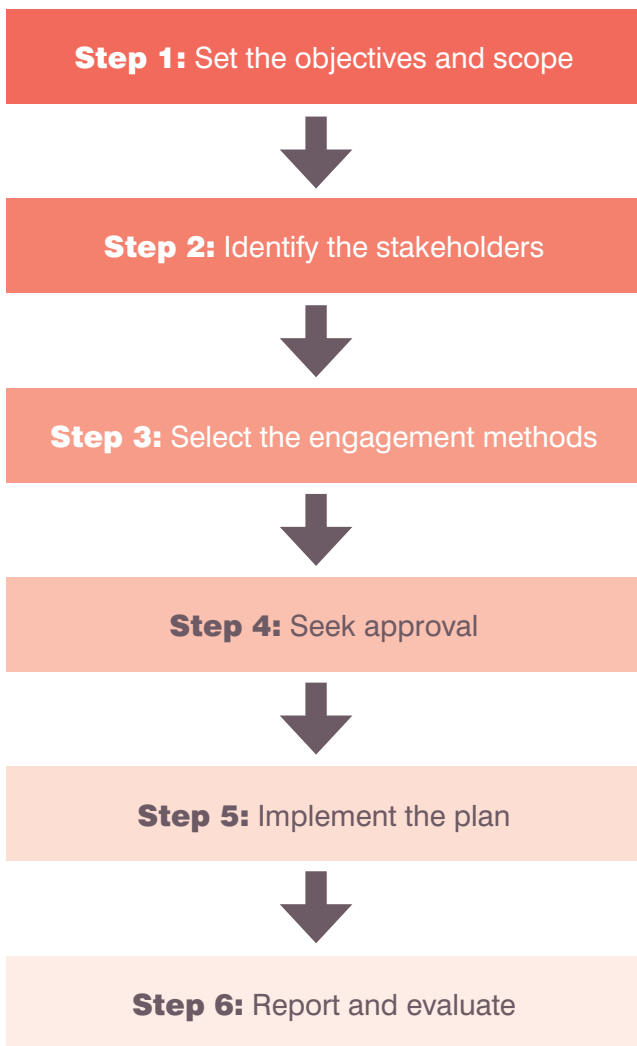 Step 1: Set the objectives and scope
Step 2: Identify the stakeholders
Step 3: Select the engagement methods
Step 4: Seek approval
Step 5: Implement the plan
Step 6: Report and evaluate